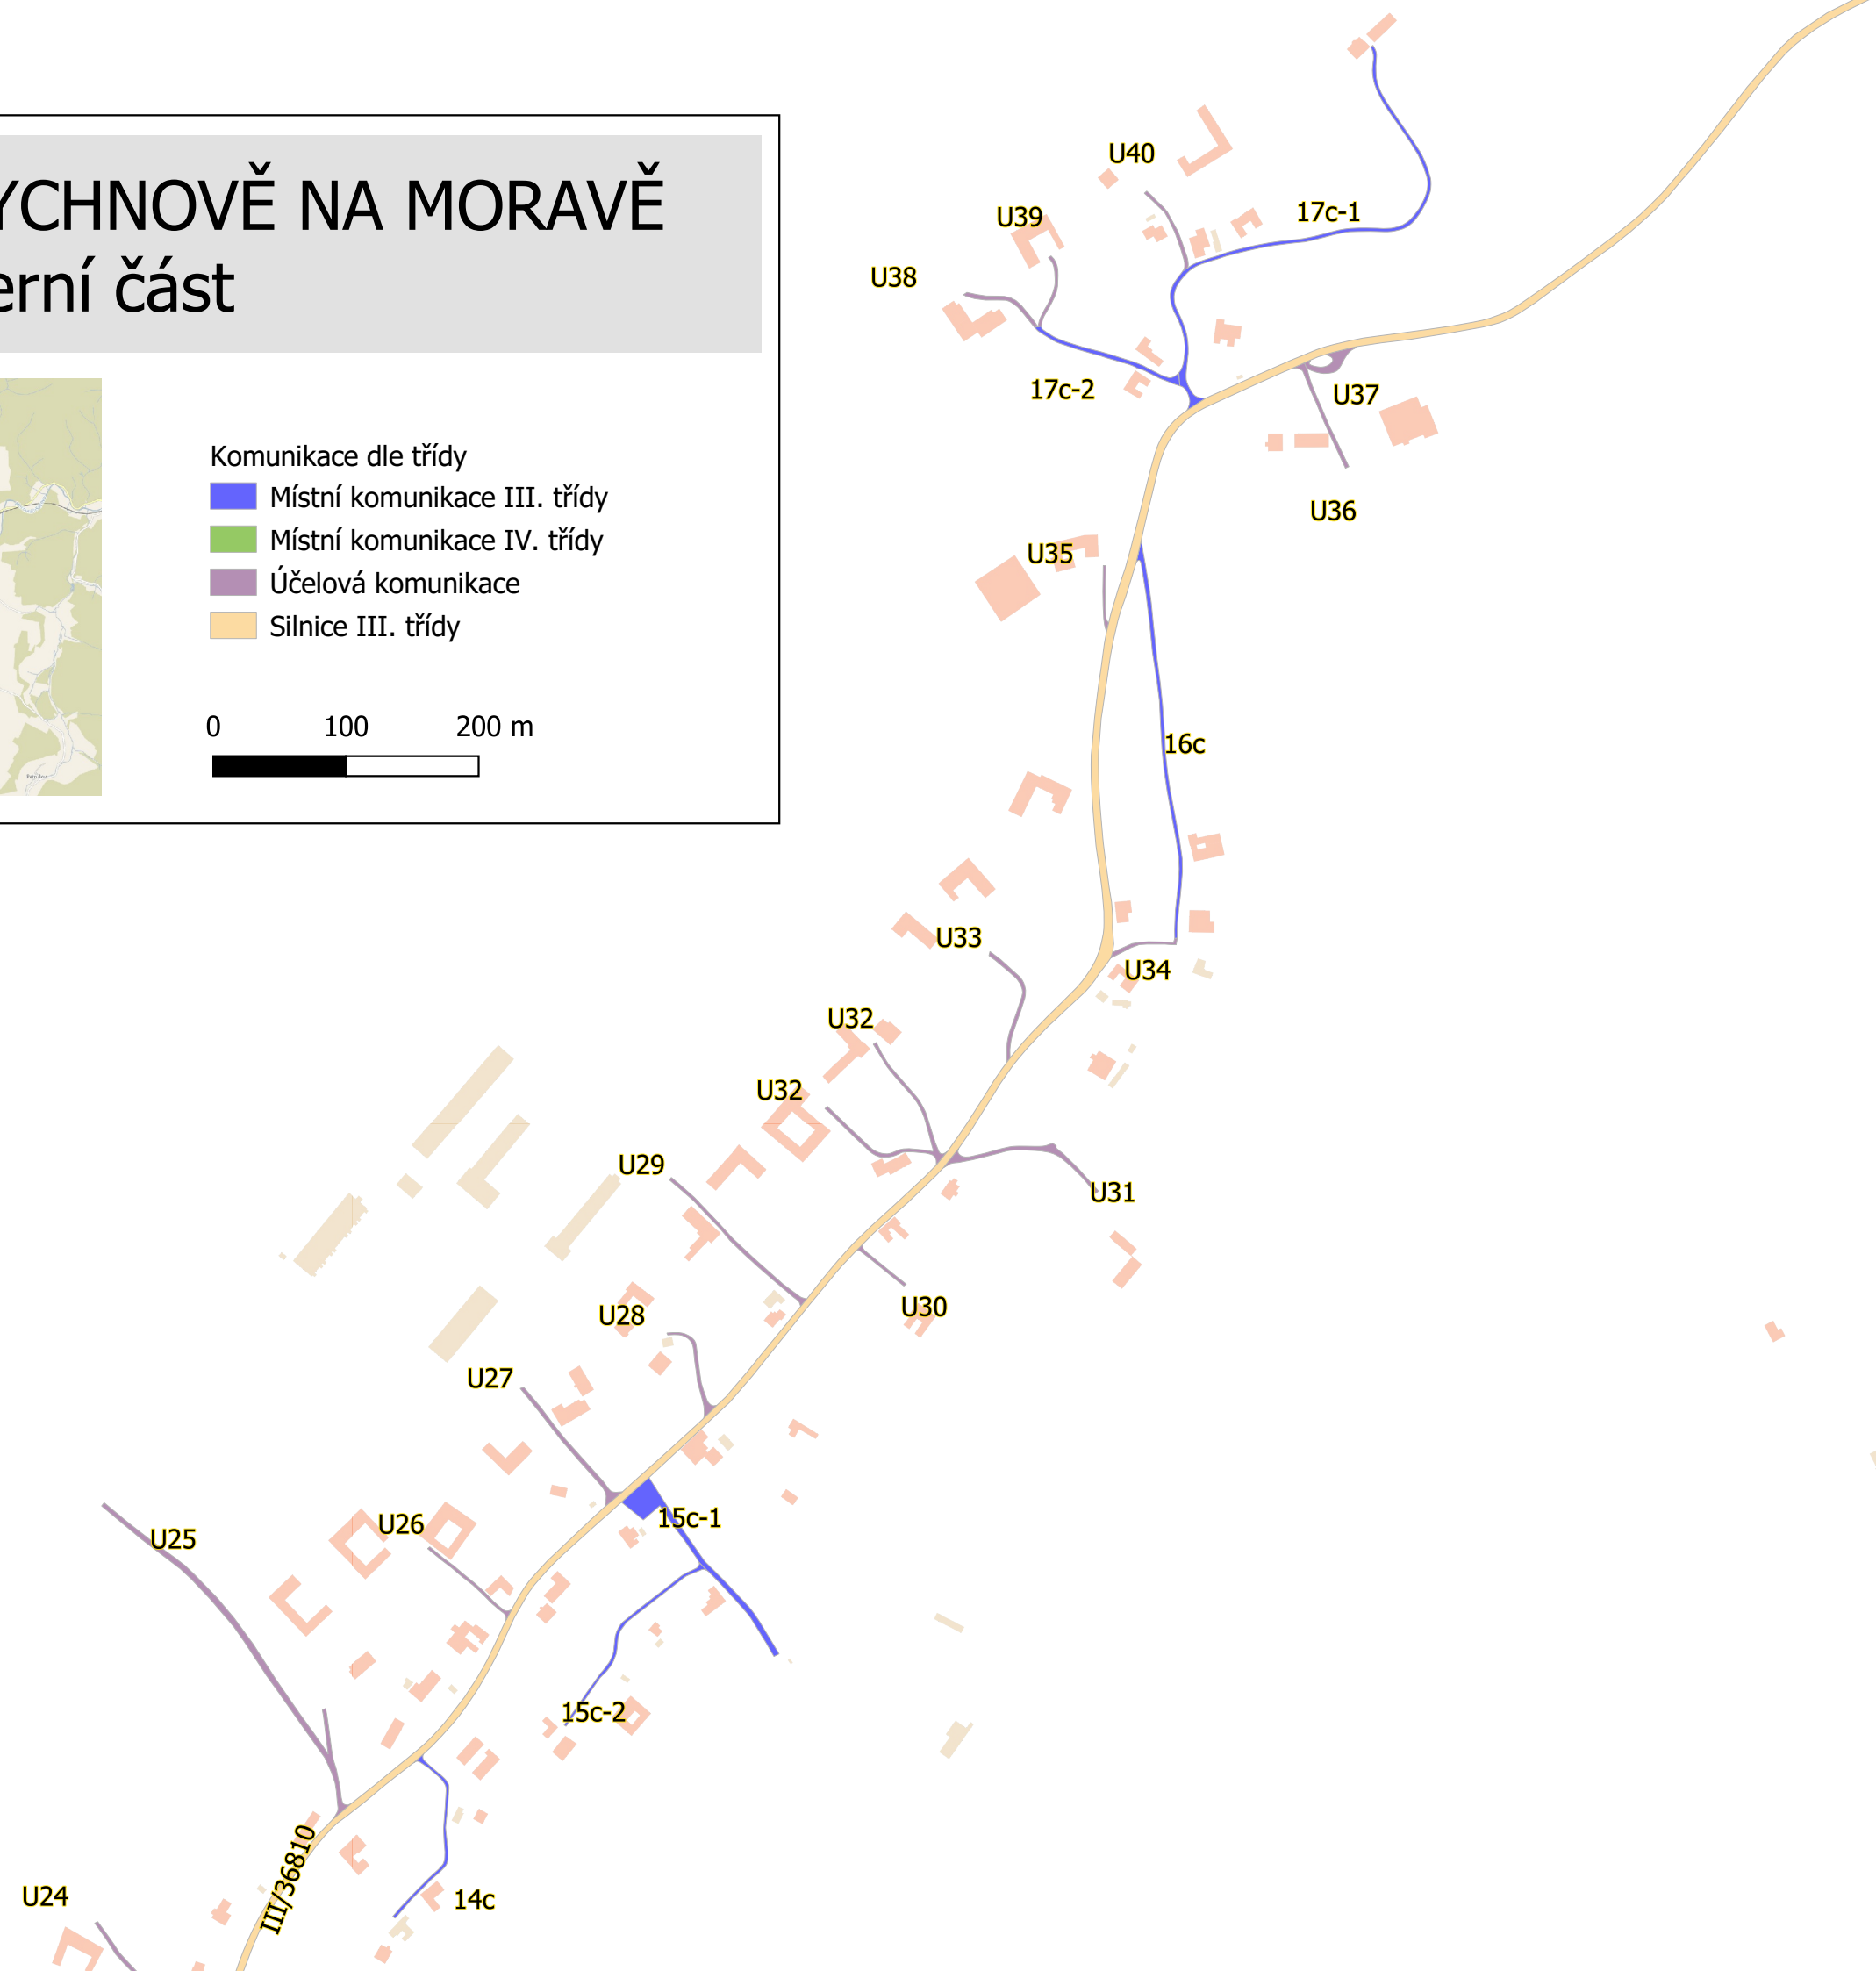 YCHNOVĚ NA MORAVĚ
erní část
Komunikace dle třídy
Místní komunikace III. třídy
Místní komunikace IV. třídy
Účelová komunikace
Silnice III. třídy
0 100 200 m
U40
17c-1
U39
U38
17c-2
U37
U36
U35
16c
U33
U34
U32
U32
U29
U31
U30
U28
U27
15c-1
U26
U25
15c-2
III/36810
14c
U24